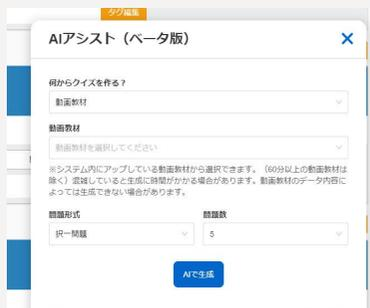 タグ編集
AIアシスト（ベータ版）
何からクイズを作る？
動画教材
動画教材
動画教材を選択してください
※システム内にアップしている動画教材から選択できます。（60分以上の動画教材は
除く）混雑していると生成に時間がかかる場合があります。動画教材のデータ内容に
よっては生成できない場合があります。
問題形式 問題数
択一問題 5
AIで生成